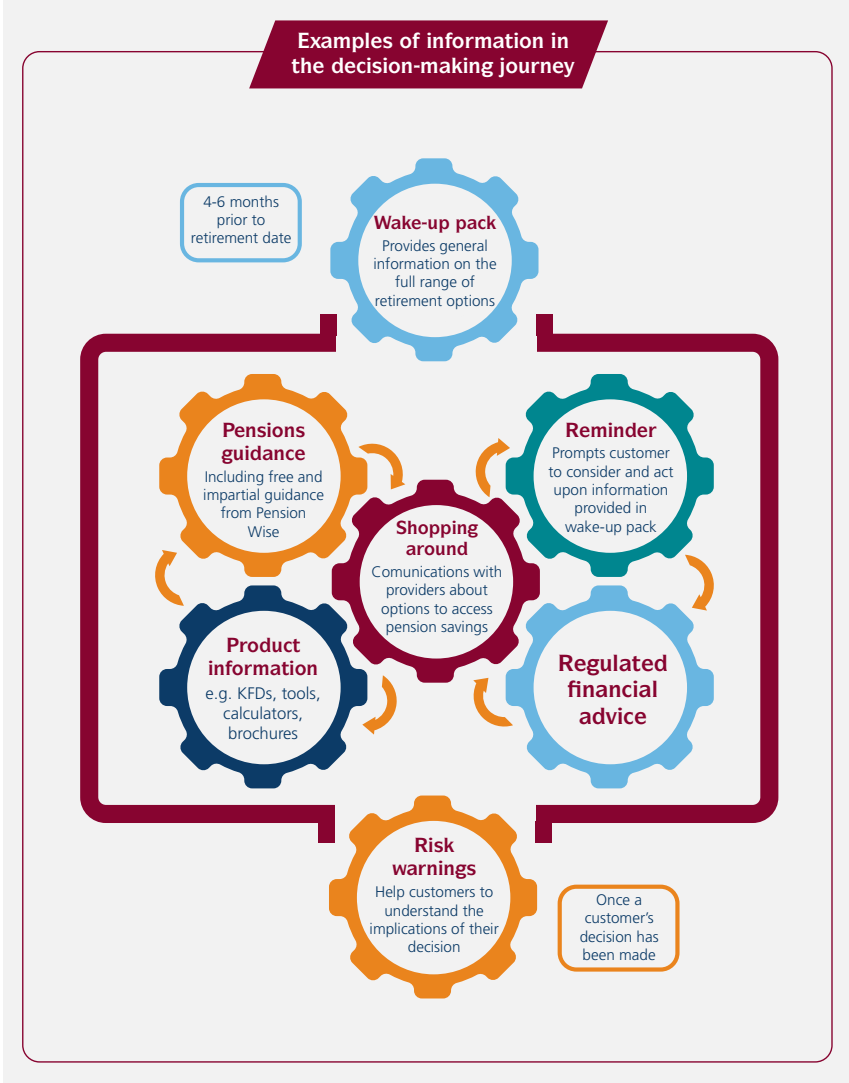 Examples of information in
the decision-making journey
4-6 months
prior to
retirement date
Wake-up pack
Provides general
information on the
full range of
retirement options
Pensions
guidance
Including free and
impartial guidance
from Pension
Wise
Reminder
Prompts customer
to consider and act
upon information
provided in
wake-up pack
Shopping
around
Comunications with
providers about
options to access
pension savings
Product
information
e.g. KFDs, tools,
calculators,
brochures
Regulated
financial
advice
Risk
warnings
Help customers to
understand the
implications of their
decision
Once a
customer's
decision has
been made